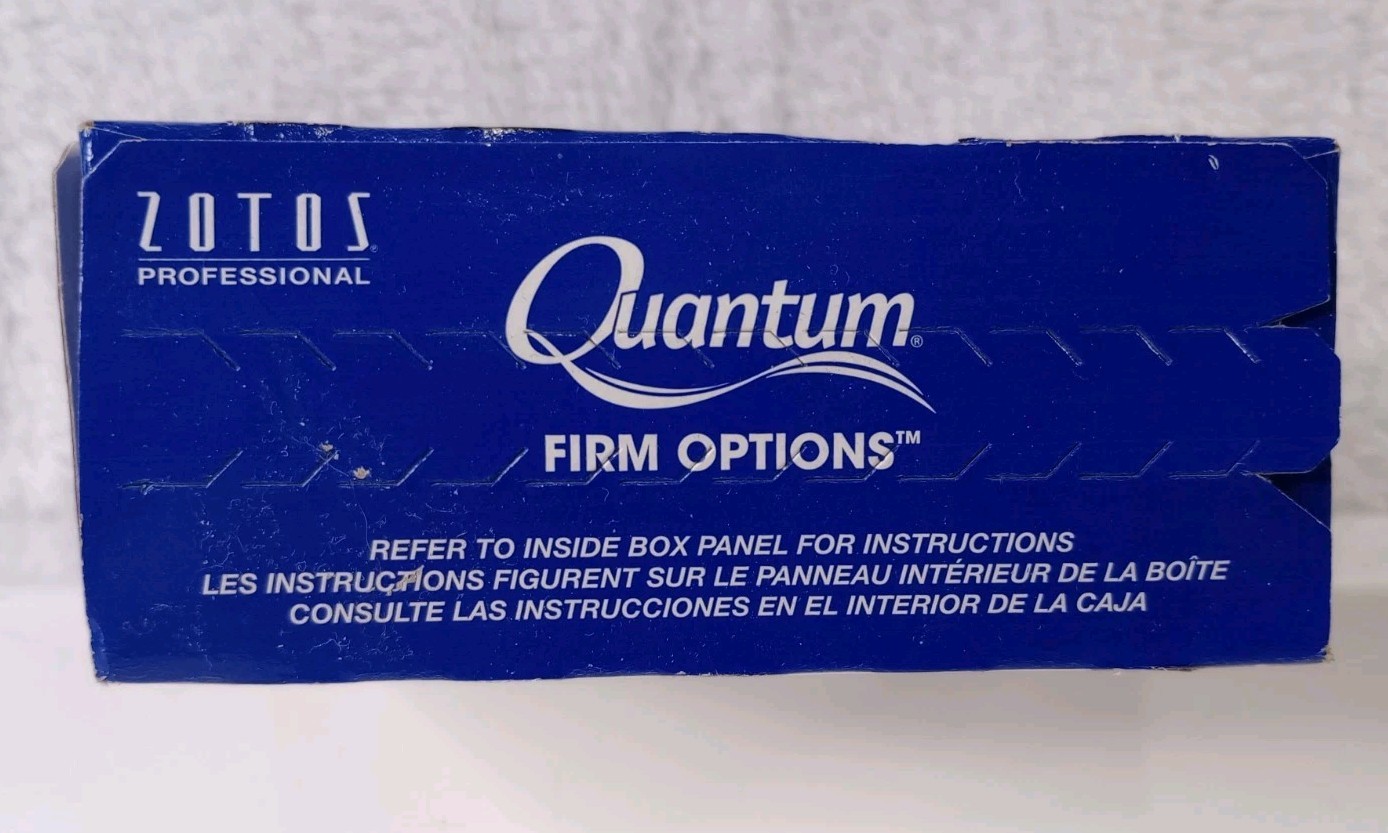 ZOTOS®
PROFESSIONAL
Quantum®
FIRM OPTIONS™
REFER TO INSIDE BOX PANEL FOR INSTRUCTIONS
LES INSTRUCTIONS FIGURENT SUR LE PANNEAU INTÉRIEUR DE LA BOÎTE
CONSULTE LAS INSTRUCCIONES EN EL INTERIOR DE LA CAJA